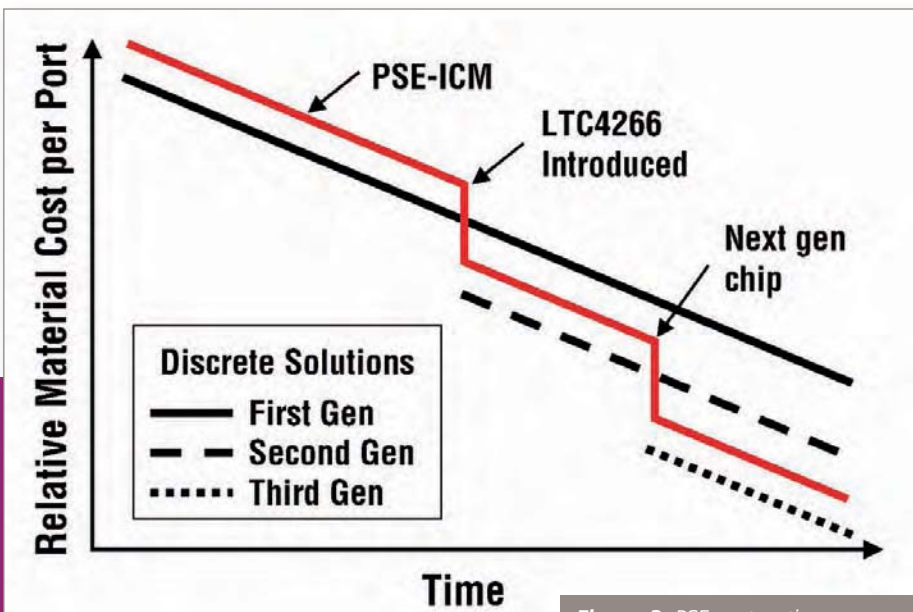 Relative Material Cost per Port
PSE-ICM
LTC4266
Introduced
Next gen
chip
Discrete Solutions
First Gen
Second Gen
Third Gen
Time